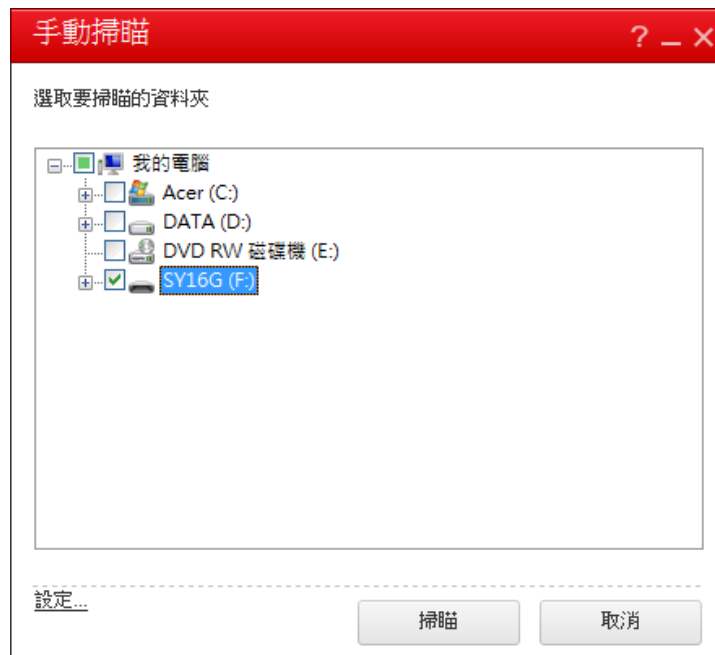 手動掃瞄
選取要掃瞄的資料夾
我的電腦
Acer (C:)
DATA (D:)
DVD RW 磁碟機 (E:)
SY16G (F:)
設定...
掃瞄
取消